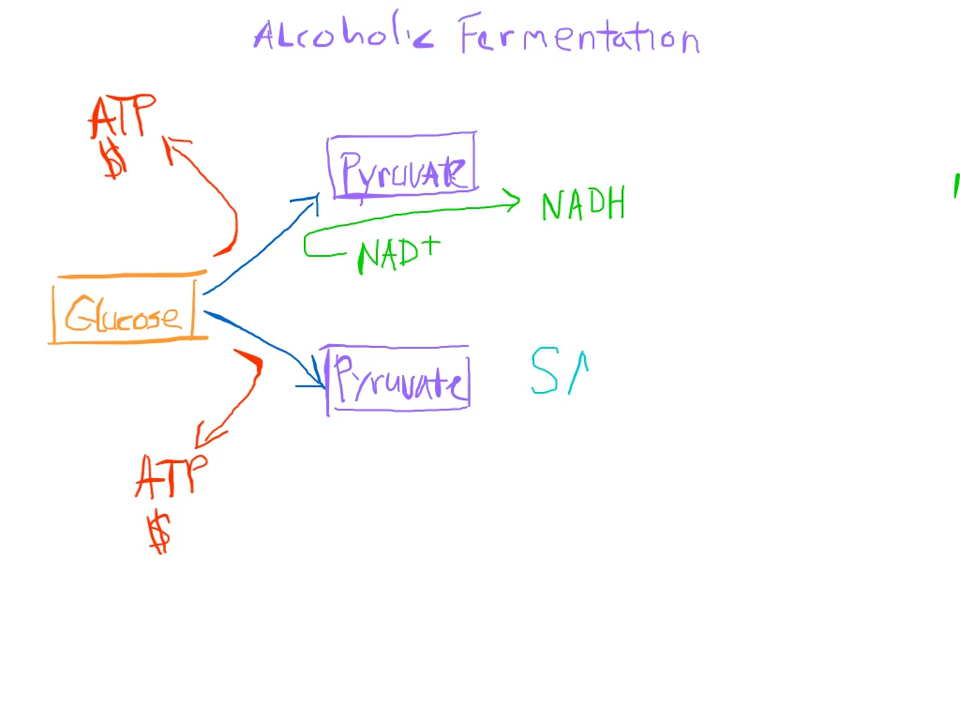 Alcoholic Fermentation
ATP
$
Pyruvate
NADH
NAD+
Glucose
Pyruvate
ATP
$